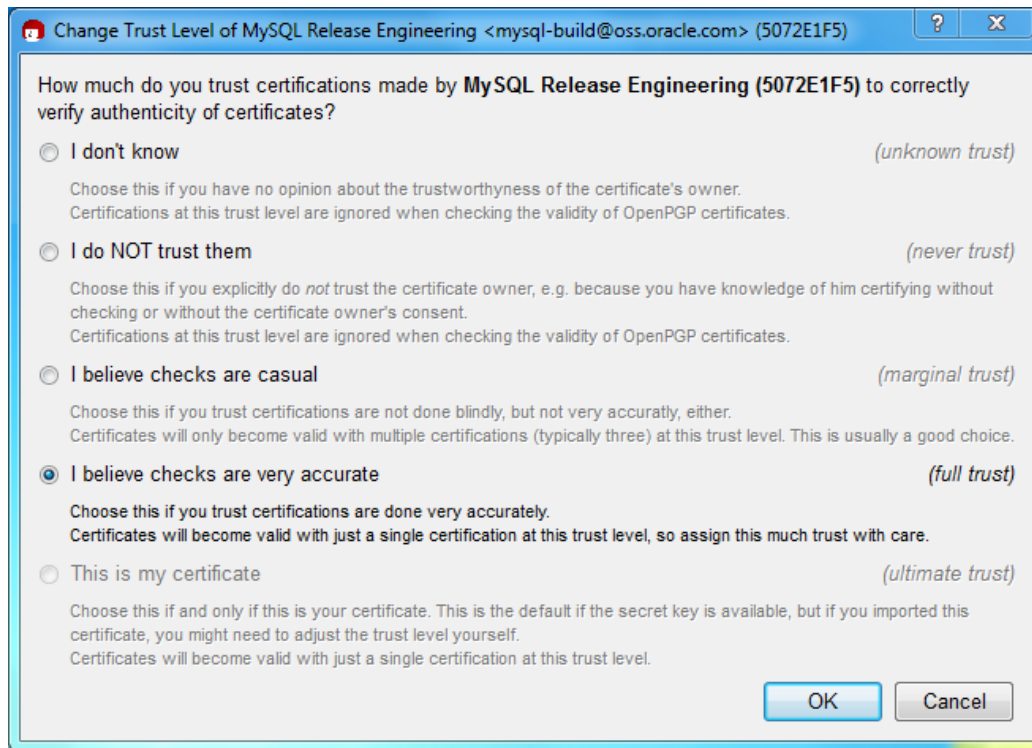 Change Trust Level of MySQL Release Engineering <mysql-build@oss.oracle.com> (5072E1F5)
How much do you trust certifications made by MySQL Release Engineering (5072E1F5) to correctly
verify authenticity of certificates?
I don't know (unknown trust)
Choose this if you have no opinion about the trustworthyness of the certificate's owner.
Certifications at this trust level are ignored when checking the validity of OpenPGP certificates.
I do NOT trust them (never trust)
Choose this if you explicitly do not trust the certificate owner, e.g. because you have knowledge of him certifying without
checking or without the certificate owner's consent.
Certifications at this trust level are ignored when checking the validity of OpenPGP certificates.
I believe checks are casual (marginal trust)
Choose this if you trust certifications are not done blindly, but not very accuratly, either.
Certificates will only become valid with multiple certifications (typically three) at this trust level. This is usually a good choice.
I believe checks are very accurate (full trust)
Choose this if you trust certifications are done very accurately.
Certificates will become valid with just a single certification at this trust level, so assign this much trust with care.
This is my certificate (ultimate trust)
Choose this if and only if this is your certificate. This is the default if the secret key is available, but if you imported this
certificate, you might need to adjust the trust level yourself.
Certificates will become valid with just a single certification at this trust level.
OK Cancel